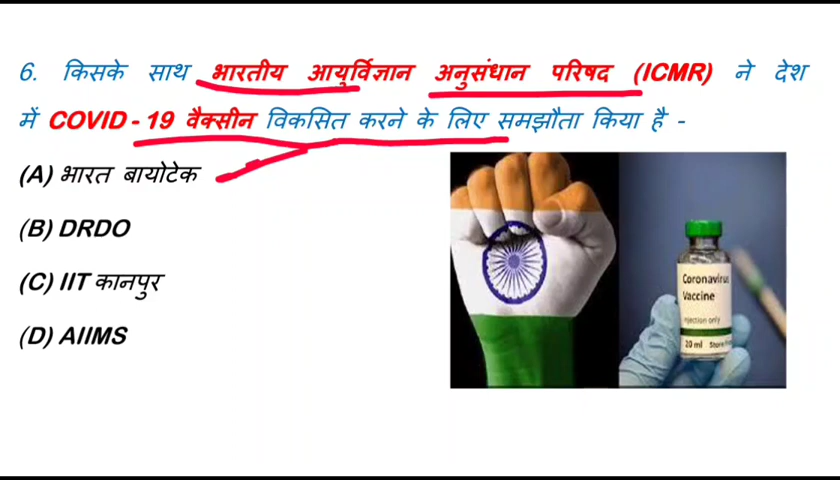 6. किसके साथ भारतीय आयुर्विज्ञान अनुसंधान परिषद (ICMR) ने देश
में COVID - 19 वैक्सीन विकसित करने के लिए समझौता किया है -
(A) भारत बायोटेक
(B) DRDO
(C) IIT कानपुर
(D) AIIMS
Coronavirus
Vaccine
injection only
20 ml